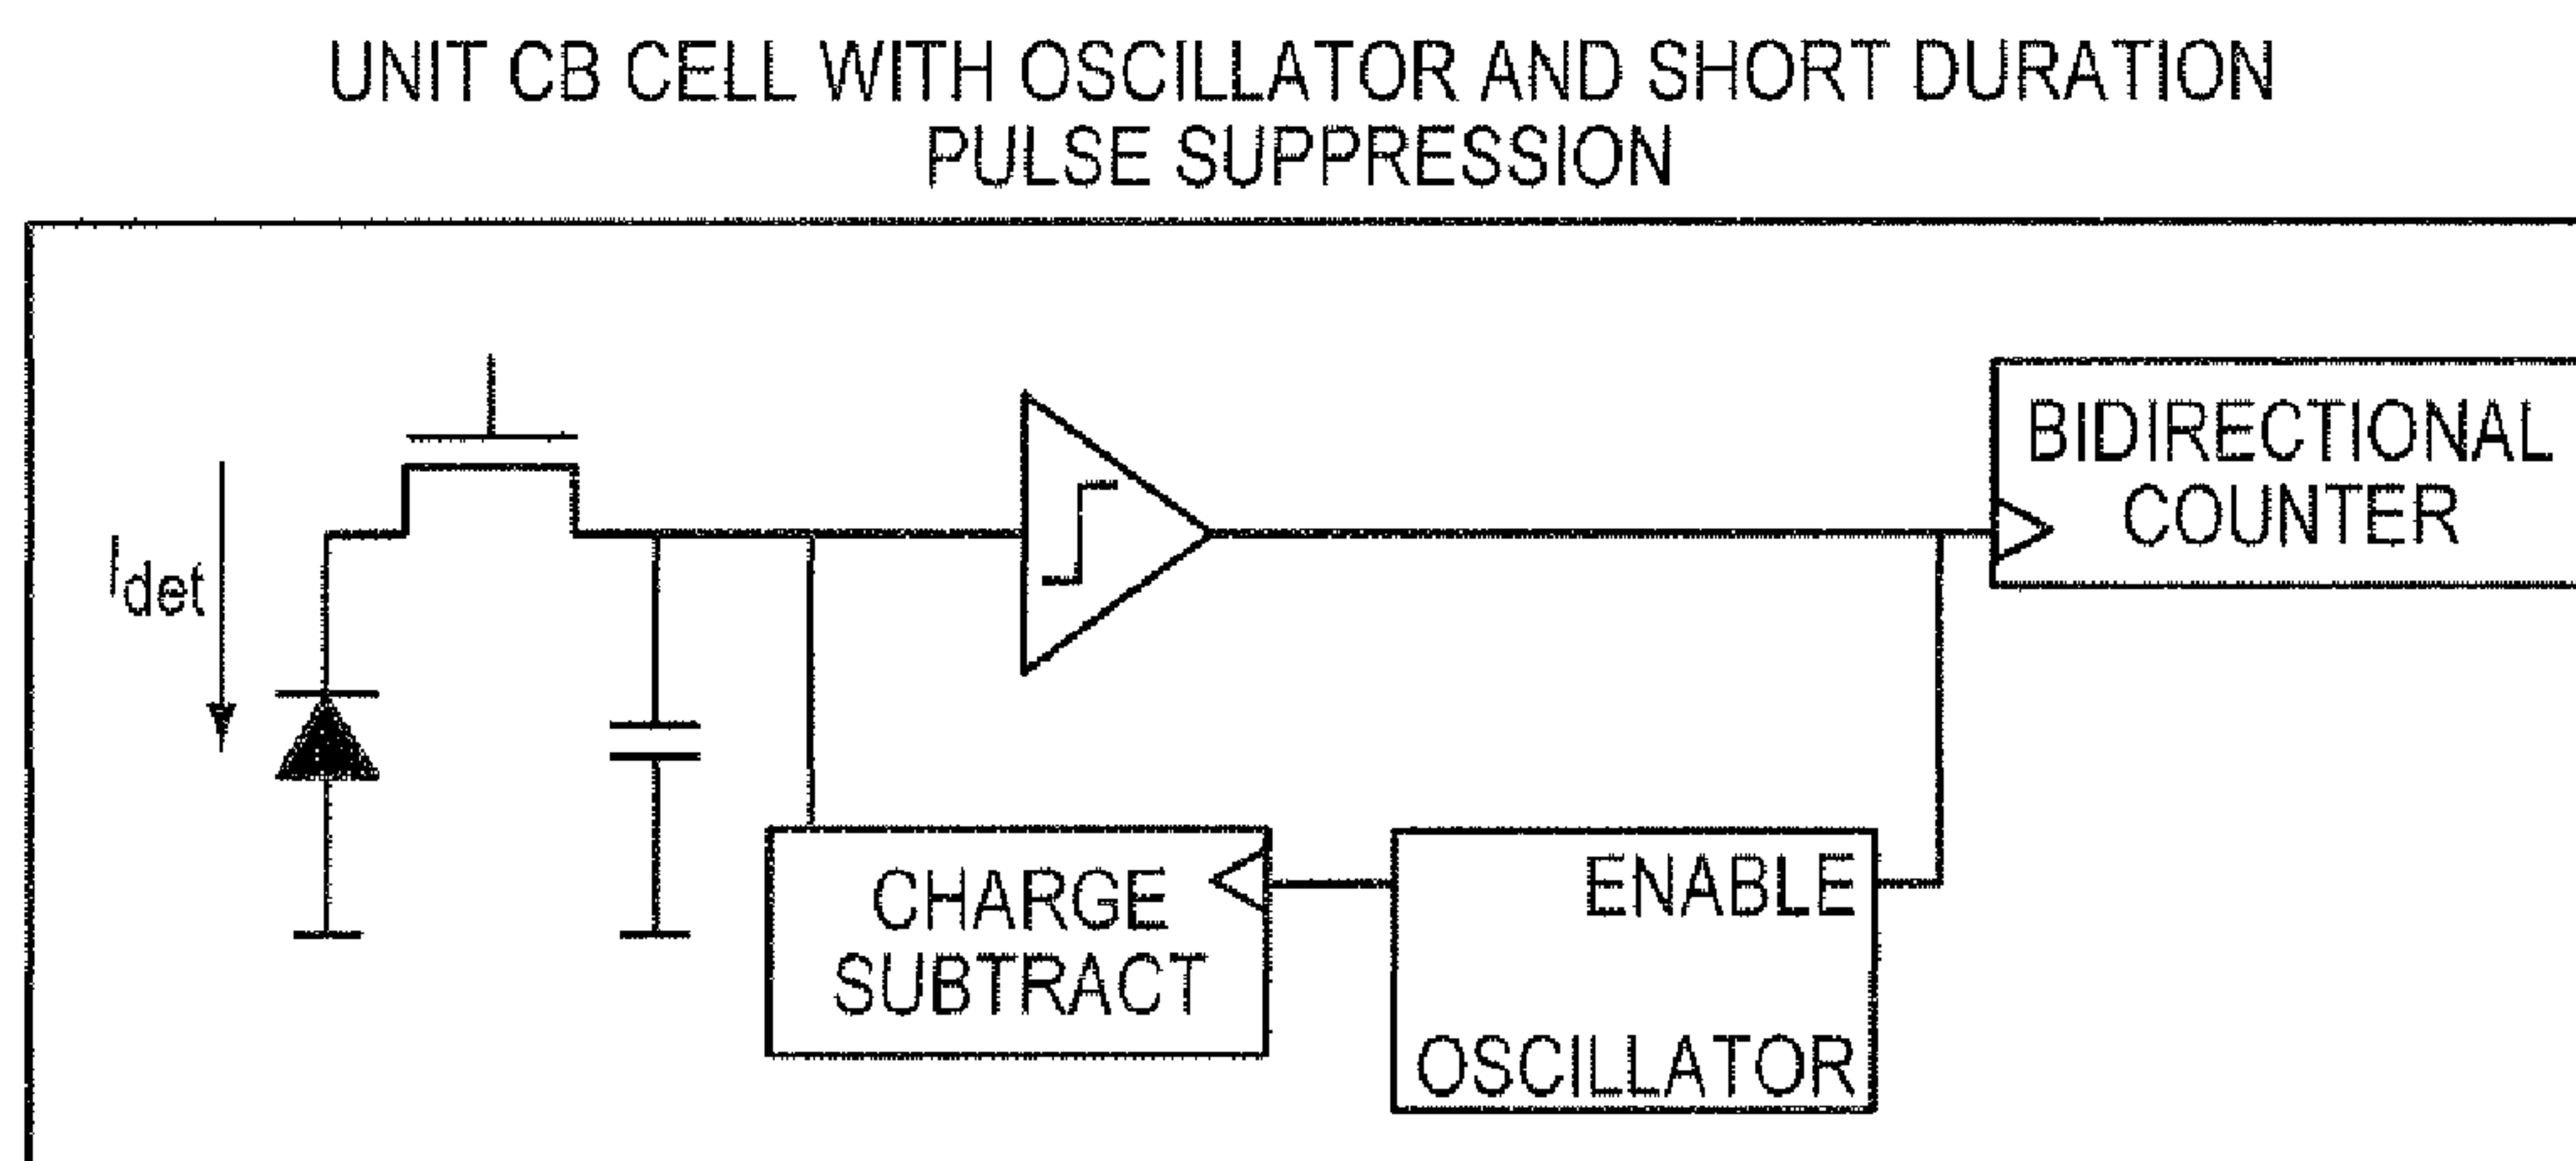 UNIT CB CELL WITH OSCILLATOR AND SHORT DURATION
PULSE SUPPRESSION
BIDIRECTIONAL
COUNTER
Idet
CHARGE
SUBTRACT
ENABLE
OSCILLATOR